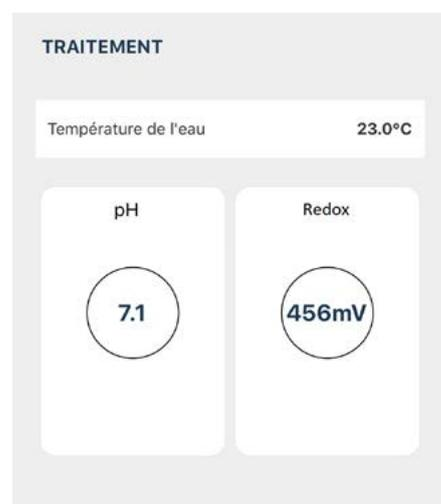 TRAITEMENT
Température de l'eau 23.0°C
pH
Redox
7.1
456mV